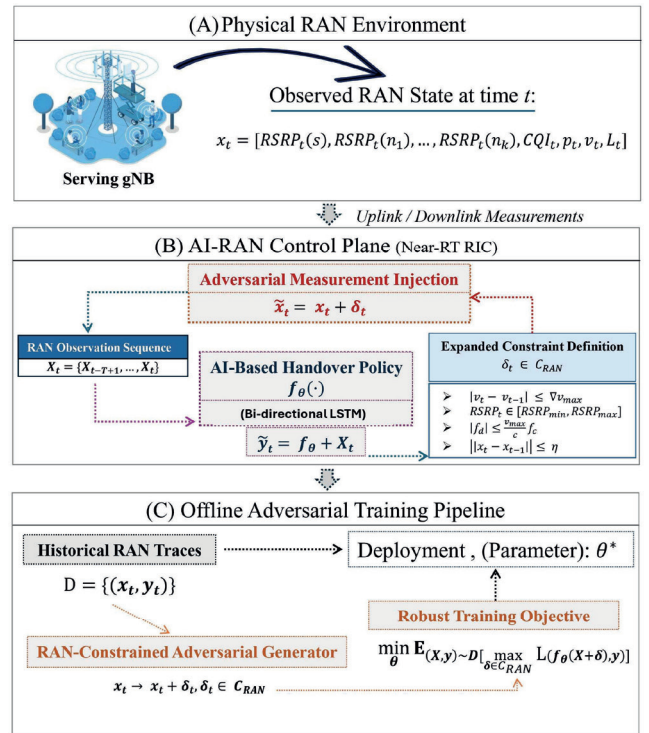 (A) Physical RAN Environment
Observed RAN State at time t:
x_t = [RSRP_t(s), RSRP_t(n_1), …, RSRP_t(n_k), CQI_t, p_t, v_t, L_t]
Serving gNB
Uplink / Downlink Measurements
(B) AI-RAN Control Plane (Near-RT RIC)
Adversarial Measurement Injection
x̃_t = x_t + δ_t
RAN Observation Sequence
X_t = {X_{t-T+1}, …, X_t}
AI-Based Handover Policy
f_θ(·)
(Bi-directional LSTM)
ỹ_t = f_θ + X_t
Expanded Constraint Definition
δ_t ∈ C_RAN
➢ |v_t − v_{t-1}| ≤ ∇v_max
➢ RSRP_t ∈ [RSRP_min, RSRP_max]
➢ |f_d| ≤ v_max/c f_c
➢ ||x_t − x_{t-1}|| ≤ η
(C) Offline Adversarial Training Pipeline
Historical RAN Traces
D = {(x_t, y_t)}
Deployment , (Parameter): θ*
RAN-Constrained Adversarial Generator
x_t → x_t + δ_t, δ_t ∈ C_RAN
Robust Training Objective
min_θ E_(X,y)~D[max_{δ∈C_RAN} L(f_θ(X+δ),y)]